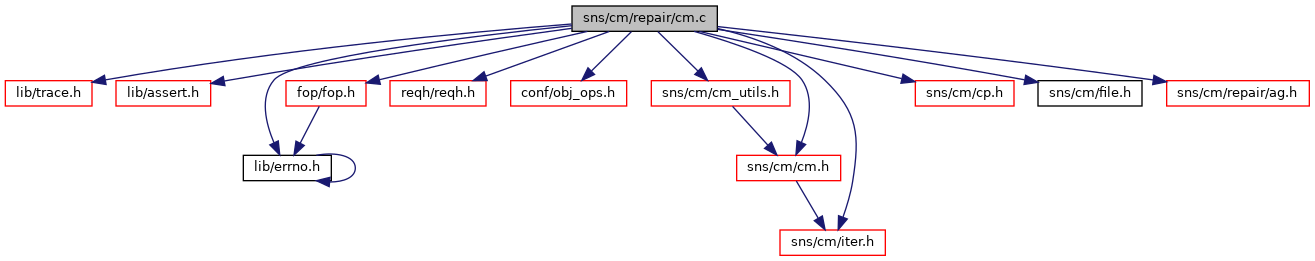 sns/cm/repair/cm.c
lib/trace.h
lib/assert.h
fop/fop.h
reqh/reqh.h
conf/obj_ops.h
sns/cm/cm_utils.h
sns/cm/cp.h
sns/cm/file.h
sns/cm/repair/ag.h
lib/errno.h
sns/cm/cm.h
sns/cm/iter.h